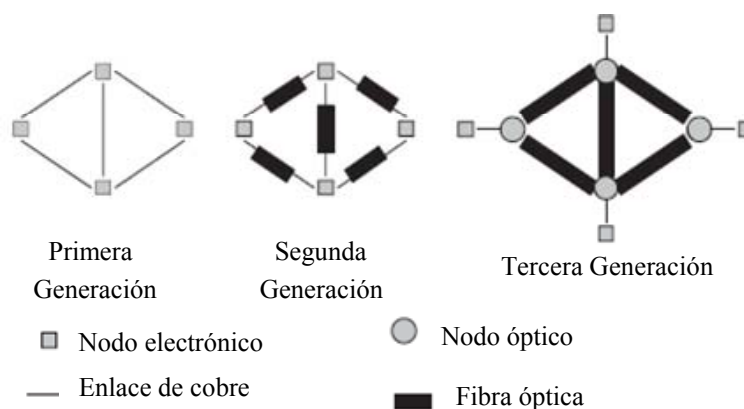 Primera
Generación
Segunda
Generación
Tercera Generación
Nodo electrónico
Nodo óptico
Enlace de cobre
Fibra óptica